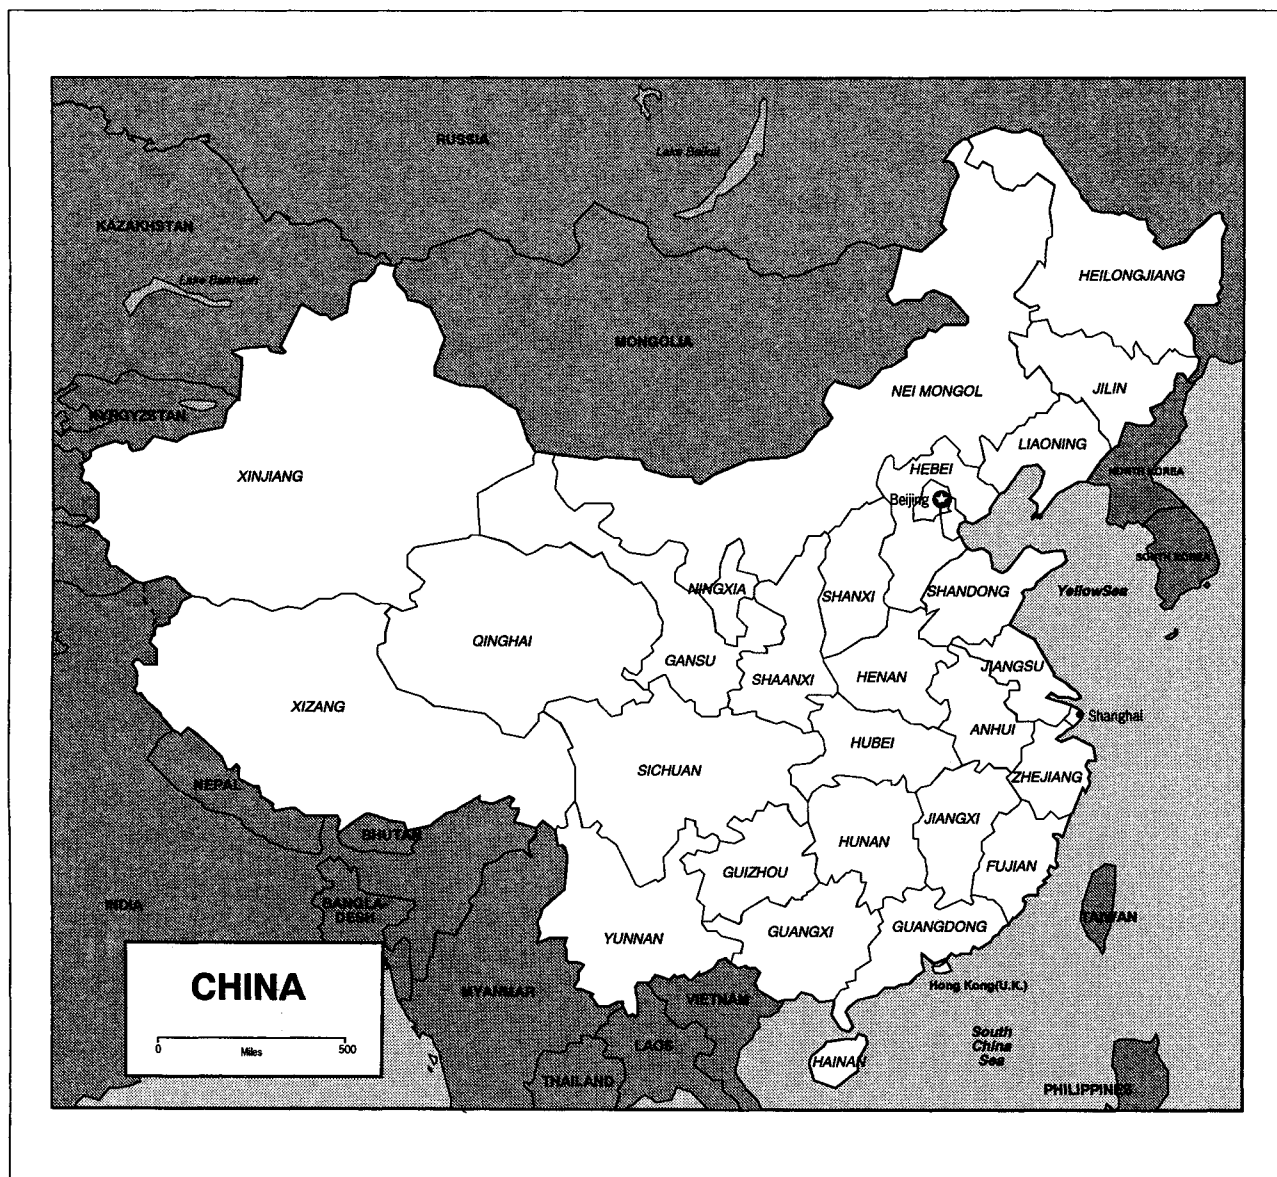 RUSSIA
Lake Baikal
KAZAKHSTAN
Lake Balkhash
HEILONGJIANG
MONGOLIA
NEI MONGOL
JILIN
KYRGYZSTAN
LIAONING
HEBEI
NORTH KOREA
XINJIANG
Beijing
SOUTH KOREA
NINGXIA
SHANXI
SHANDONG
Yellow Sea
QINGHAI
GANSU
SHAANXI
HENAN
JIANGSU
XIZANG
Shanghai
ANHUI
HUBEI
SICHUAN
ZHEJIANG
NEPAL
JIANGXI
BHUTAN
HUNAN
FUJIAN
GUIZHOU
INDIA
BANGLA-
DESH
TAIWAN
GUANGDONG
GUANGXI
YUNNAN
CHINA
Hong Kong(U.K.)
MYANMAR
VIETNAM
0
Miles
500
LAOS
South
China
Sea
HAINAN
THAILAND
PHILIPPINES